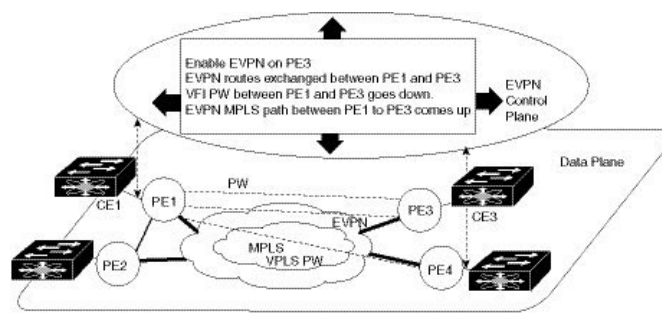 Enable EVPN on PE3
EVPN routes exchanged between PE1 and PE3
VFI PW between PE1 and PE3 goes down.
EVPN MPLS path between PE1 to PE3 comes up
EVPN
Control
Plane
Data Plane
PW
CE1
PE1
PE3
CE3
EVPN
MPLS
VPLS PW
PE2
PE4